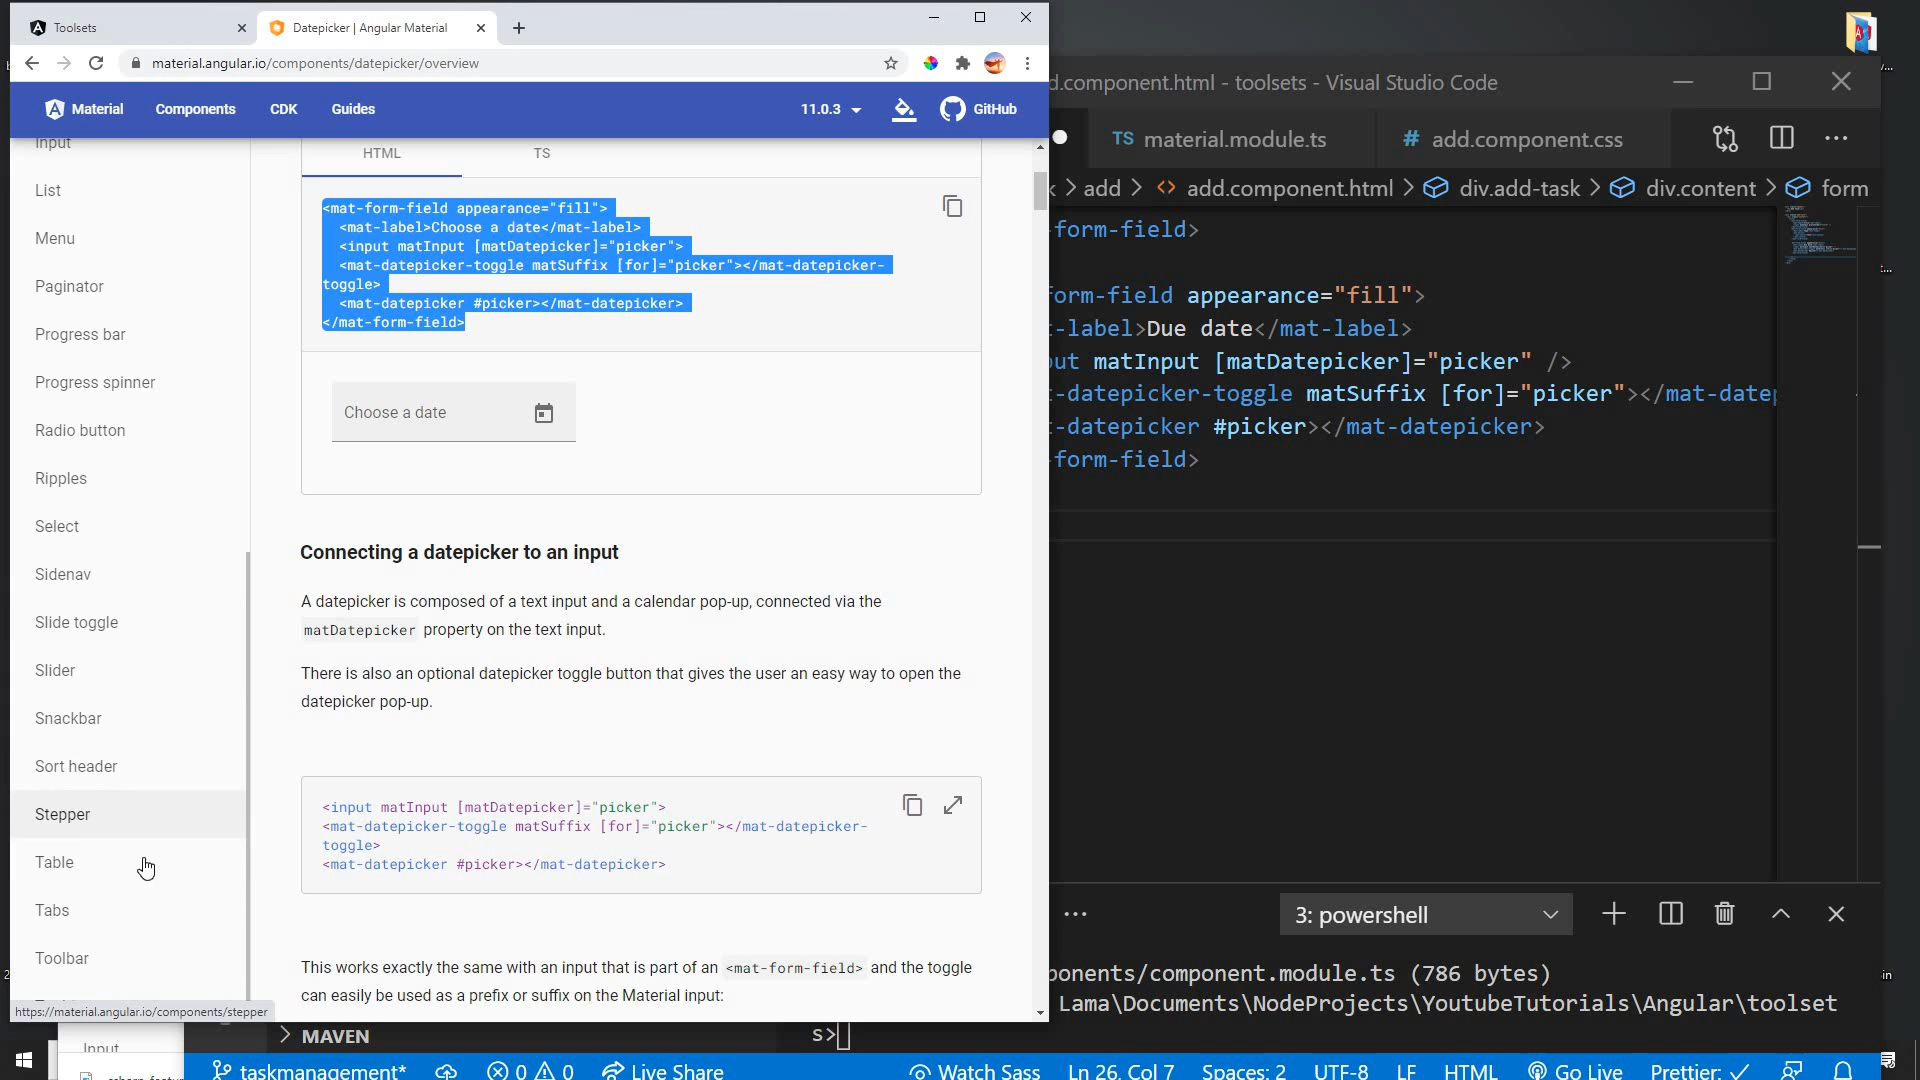 Toolsets
Datepicker | Angular Material
material.angular.io/components/datepicker/overview
Material
Components
CDK
Guides
11.0.3
GitHub
Input
List
Menu
Paginator
Progress bar
Progress spinner
Radio button
Ripples
Select
Sidenav
Slide toggle
Slider
Snackbar
Sort header
Stepper
Table
Tabs
Toolbar
https://material.angular.io/components/stepper
HTML
TS
<mat-form-field appearance="fill">
<mat-label>Choose a date</mat-label>
<input matInput [matDatepicker]="picker">
<mat-datepicker-toggle matSuffix [for]="picker"></mat-datepicker-
toggle>
<mat-datepicker #picker></mat-datepicker>
</mat-form-field>
Choose a date
Connecting a datepicker to an input
A datepicker is composed of a text input and a calendar pop-up, connected via the
matDatepicker property on the text input.
There is also an optional datepicker toggle button that gives the user an easy way to open the
datepicker pop-up.
<input matInput [matDatepicker]="picker">
<mat-datepicker-toggle matSuffix [for]="picker"></mat-datepicker-
toggle>
<mat-datepicker #picker></mat-datepicker>
This works exactly the same with an input that is part of an <mat-form-field> and the toggle
can easily be used as a prefix or suffix on the Material input:
d.component.html - toolsets - Visual Studio Code
TS material.module.ts
# add.component.css
k > add > <> add.component.html > div.add-task > div.content > form
-form-field>
form-field appearance="fill">
-label>Due date</mat-label>
ut matInput [matDatepicker]="picker" />
-datepicker-toggle matSuffix [for]="picker"></mat-datep
-datepicker #picker></mat-datepicker>
-form-field>
3: powershell
ponents/component.module.ts (786 bytes)
Lama\Documents\NodeProjects\YoutubeTutorials\Angular\toolset
s>
MAVEN
Input
taskmanagement*
0
0
Live Share
Watch Sass
Ln 26, Col 7
Spaces: 2
UTF-8
LF
HTML
Go Live
Prettier: ✓